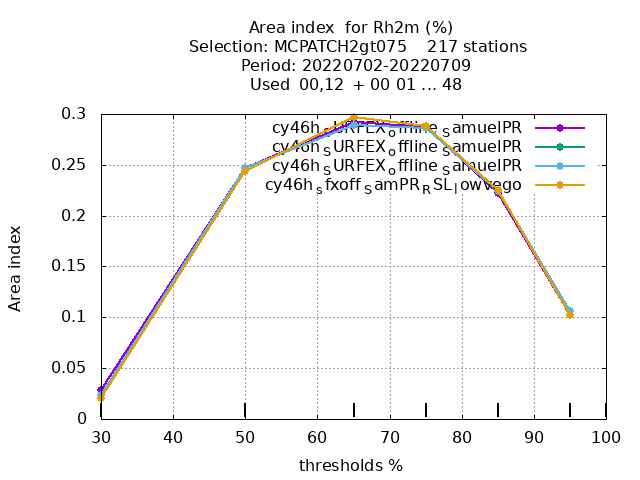 Area index for Rh2m (%)
Selection: MCPATCH2gt075 217 stations
Period: 20220702-20220709
Used 00,12 + 00 01 ... 48
cy46h_SURFEX_offline_SamuelPR
cy46h_SURFEX_offline_SamuelPR
cy46h_SURFEX_offline_SamuelPR
cy46h_sfxoff_SamPR_RSL_lowvego
0.3
0.25
0.2
0.15
0.1
0.05
0
Area index
30 40 50 60 70 80 90 100
thresholds %